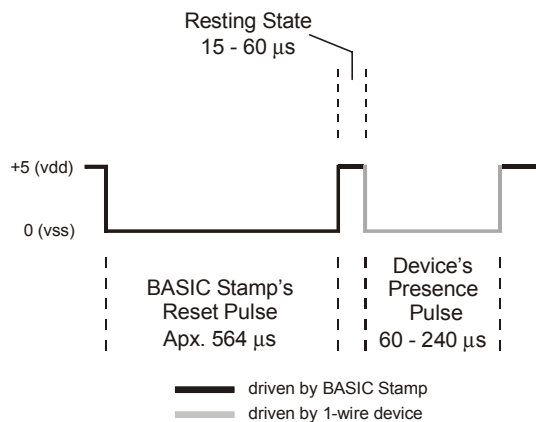 Resting State
15 - 60 μs
+5 (vdd)
0 (vss)
BASIC Stamp's
Reset Pulse
Apx. 564 μs
Device's
Presence
Pulse
60 - 240 μs
driven by BASIC Stamp
driven by 1-wire device